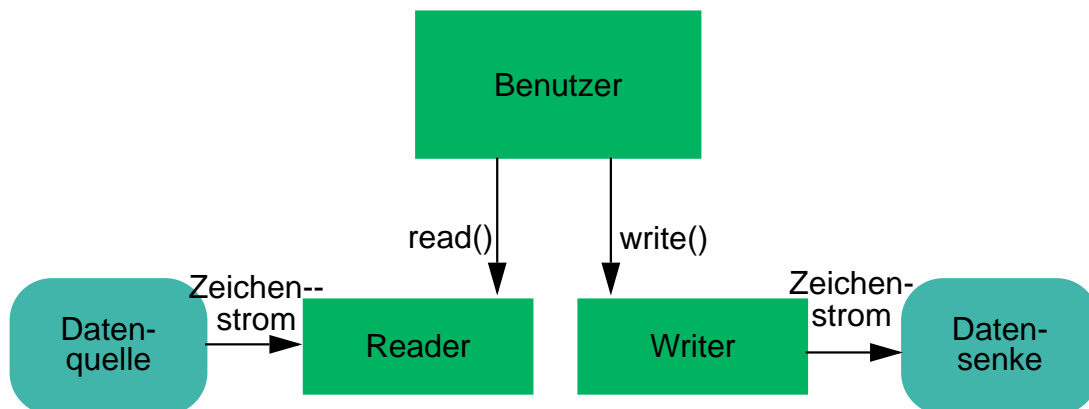 Benutzer
read()
write()
Zeichen--
strom
Zeichen-
strom
Daten-
quelle
Reader
Writer
Daten-
senke